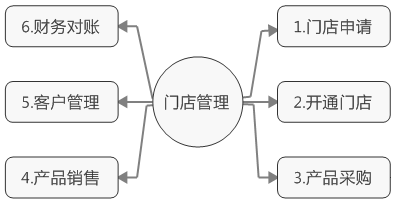 6.财务对账
1.门店申请
5.客户管理
门店管理
2.开通门店
4.产品销售
3.产品采购